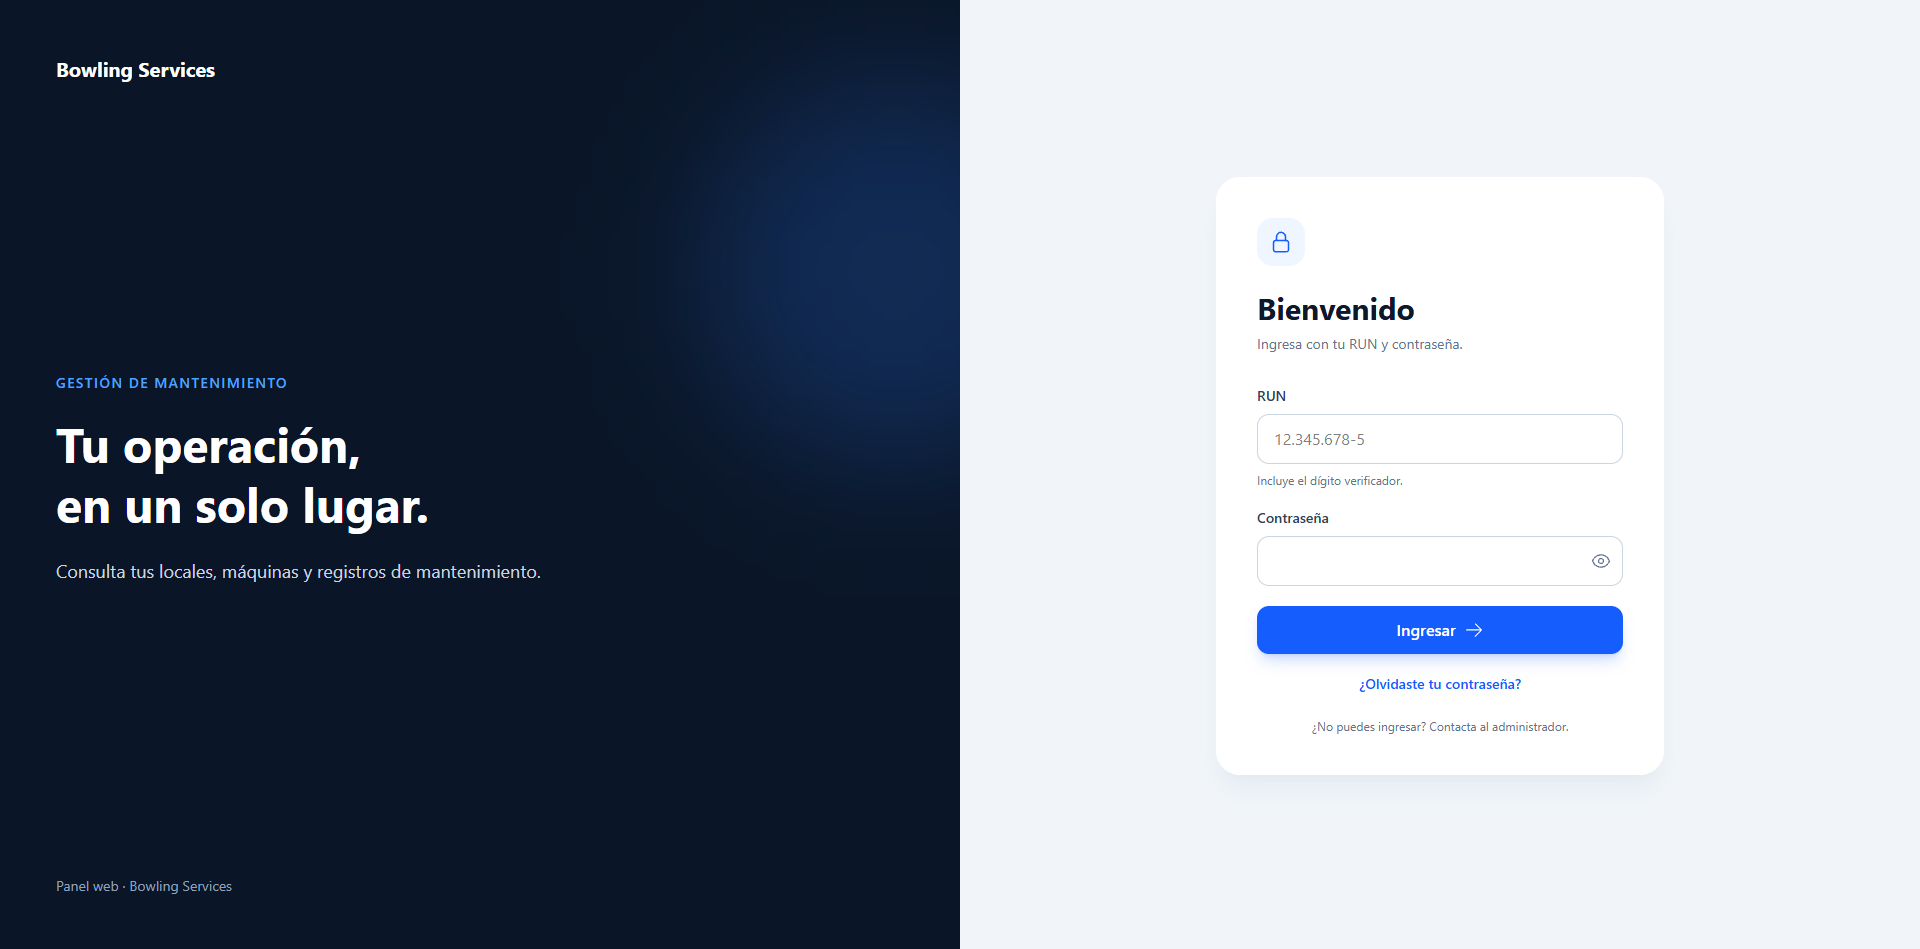 Bowling Services
GESTIÓN DE MANTENIMIENTO
Tu operación,
en un solo lugar.
Consulta tus locales, máquinas y registros de mantenimiento.
Panel web · Bowling Services
Bienvenido
Ingresa con tu RUN y contraseña.
RUN
12.345.678-5
Incluye el dígito verificador.
Contraseña
Ingresar →
¿Olvidaste tu contraseña?
¿No puedes ingresar? Contacta al administrador.